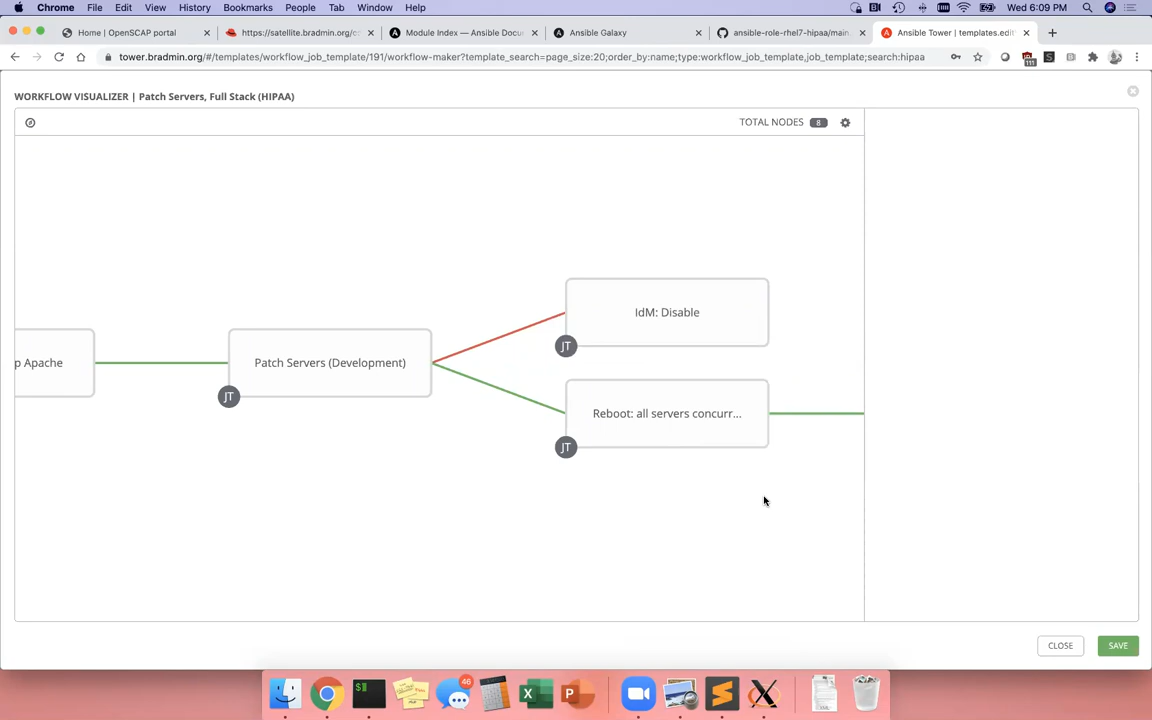 Chrome File Edit View History Bookmarks People Tab Window Help
Wed 6:09 PM
Home | OpenSCAP portal
https://satellite.bradmin.org/c
Module Index — Ansible Docu
Ansible Galaxy
ansible-role-rhel7-hipaa/main.
Ansible Tower | templates.edit
tower.bradmin.org/#/templates/workflow_job_template/191/workflow-maker?template_search=page_size:20;order_by:name;type:workflow_job_template,job_template;search:hipaa
111
WORKFLOW VISUALIZER | Patch Servers, Full Stack (HIPAA)
TOTAL NODES 8
IdM: Disable
JT
p Apache
Patch Servers (Development)
JT
Reboot: all servers concurr...
JT
CLOSE
SAVE
46